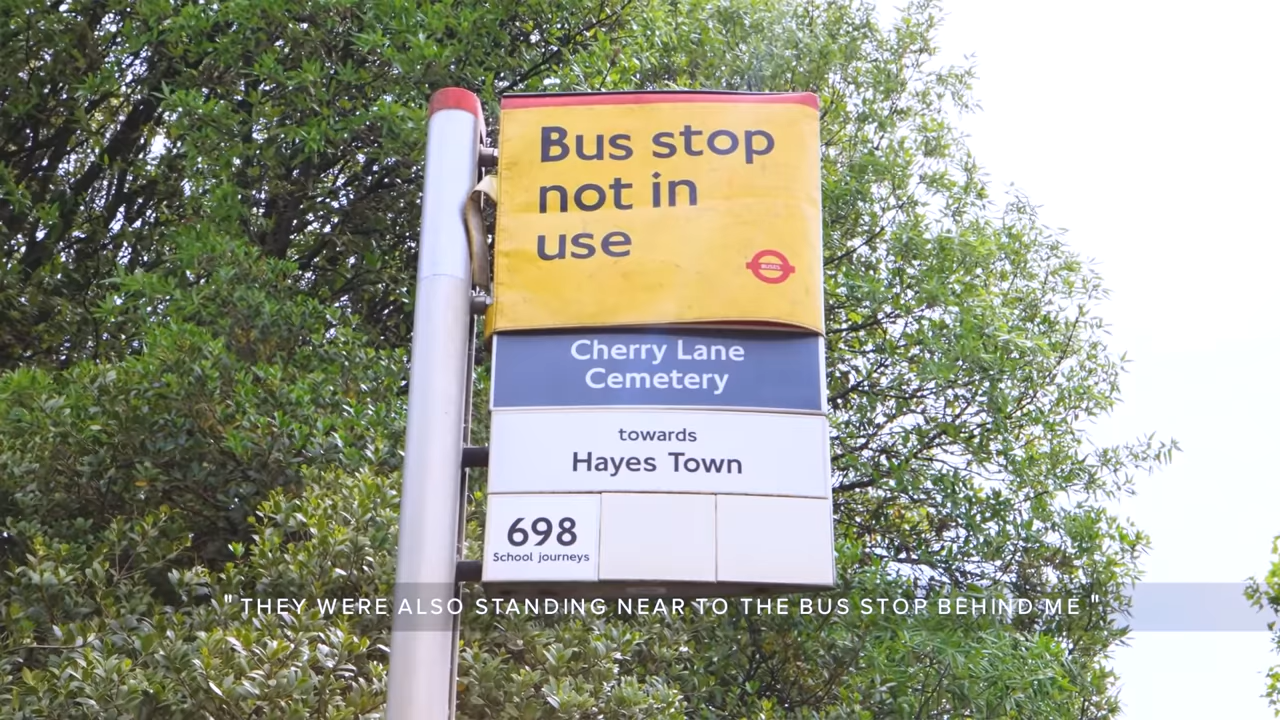 Bus stop
not in
use
BUSES
Cherry Lane
Cemetery
towards
Hayes Town
698
School journeys
"THEY WERE ALSO STANDING NEAR TO THE BUS STOP BEHIND ME"